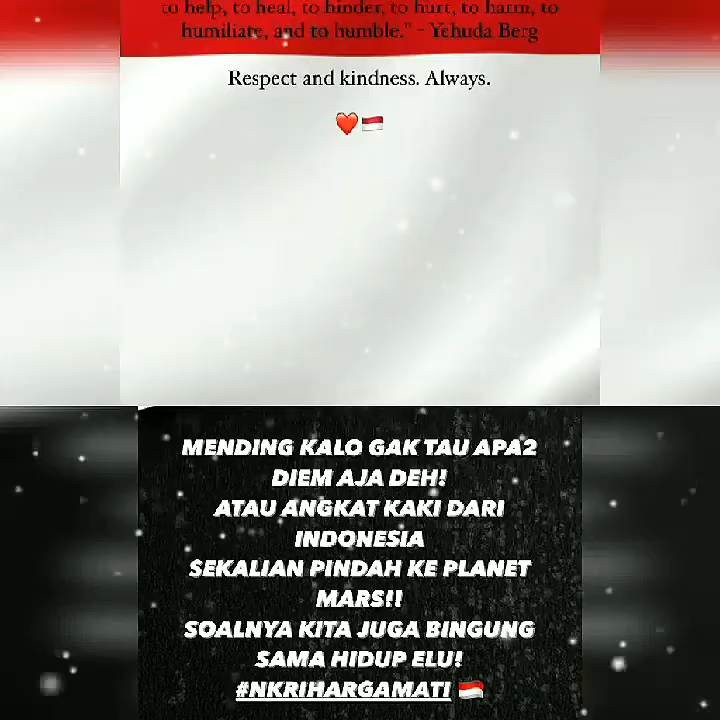 to help, to heal, to hinder, to hurt, to harm, to
humiliate, and to humble." - Yehuda Berg
Respect and kindness. Always.
❤️🇮🇩
MENDING KALO GAK TAU APA2
DIEM AJA DEH!
ATAU ANGKAT KAKI DARI
INDONESIA
SEKALIAN PINDAH KE PLANET
MARS!!
SOALNYA KITA JUGA BINGUNG
SAMA HIDUP ELU!
#NKRIHARGAMATI 🇮🇩